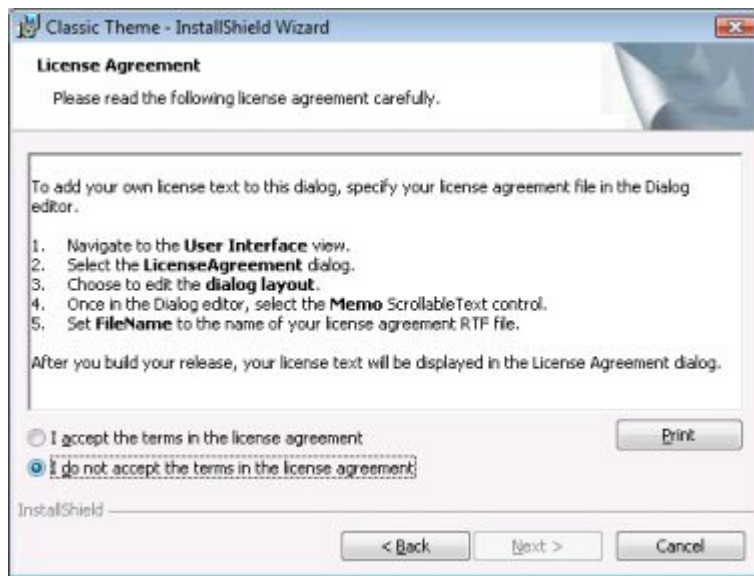 Classic Theme - InstallShield Wizard
License Agreement
Please read the following license agreement carefully.
To add your own license text to this dialog, specify your license agreement file in the Dialog
editor.
1. Navigate to the User Interface view.
2. Select the LicenseAgreement dialog.
3. Choose to edit the dialog layout.
4. Once in the Dialog editor, select the Memo ScrollableText control.
5. Set FileName to the name of your license agreement RTF file.
After you build your release, your license text will be displayed in the License Agreement dialog.
I accept the terms in the license agreement
Print
I do not accept the terms in the license agreement
InstallShield
< Back
Next >
Cancel